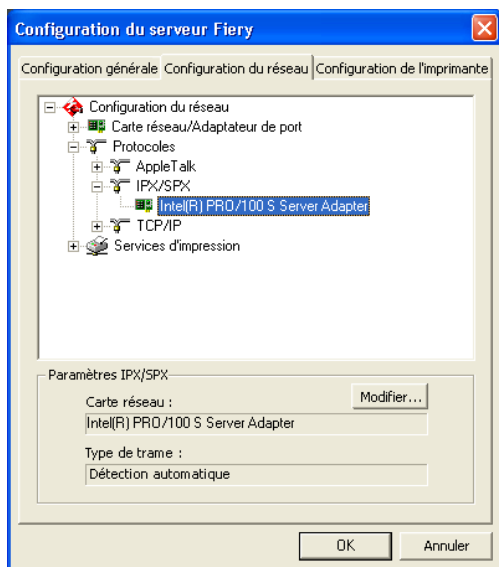 Configuration du serveur Fiery
Configuration générale Configuration du réseau Configuration de l'imprimante
Configuration du réseau
Carte réseau/Adaptateur de port
Protocoles
AppleTalk
IPX/SPX
Intel(R) PRO/100 S Server Adapter
TCP/IP
Services d'impression
Paramètres IPX/SPX
Carte réseau :
Modifier...
Intel(R) PRO/100 S Server Adapter
Type de trame :
Détection automatique
OK Annuler